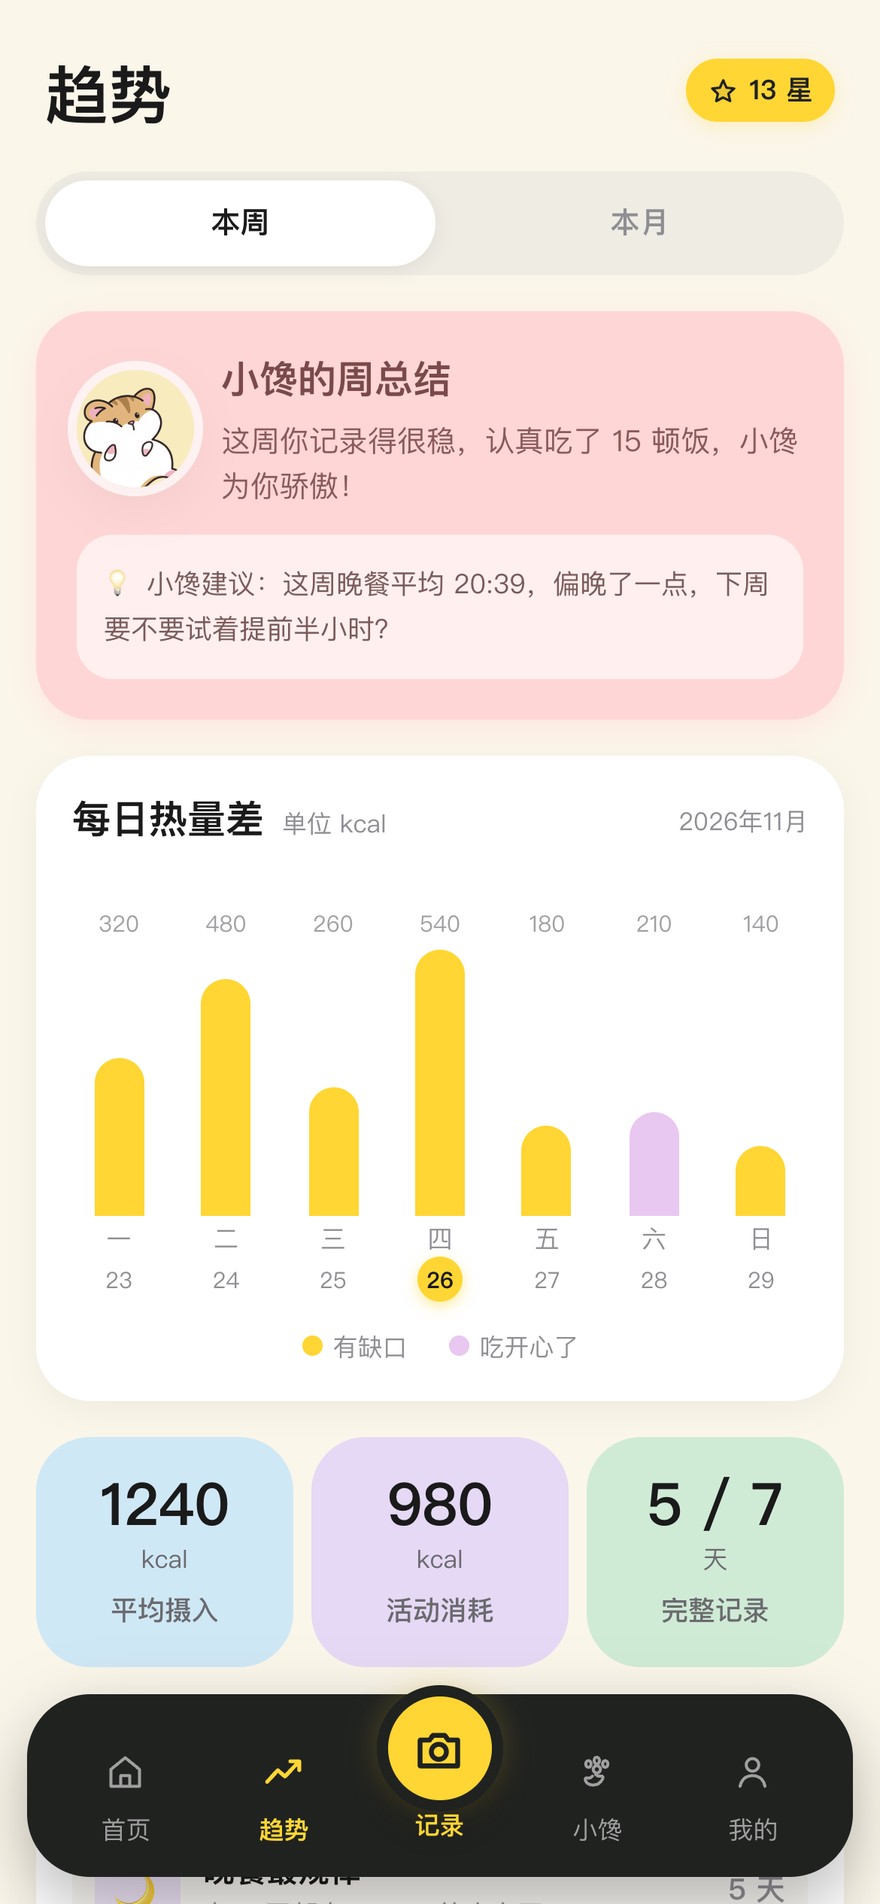 趋势
13 星
本周 本月
小馋的周总结
这周你记录得很稳，认真吃了 15 顿饭，小馋
为你骄傲！
小馋建议：这周晚餐平均 20:39，偏晚了一点，下周
要不要试着提前半小时？
每日热量差 单位 kcal 2026年11月
320 480 260 540 180 210 140
一 二 三 四 五 六 日
23 24 25 26 27 28 29
有缺口 吃开心了
1240 980 5 / 7
kcal kcal 天
平均摄入 活动消耗 完整记录
首页 趋势 记录 小馋 我的
5 天